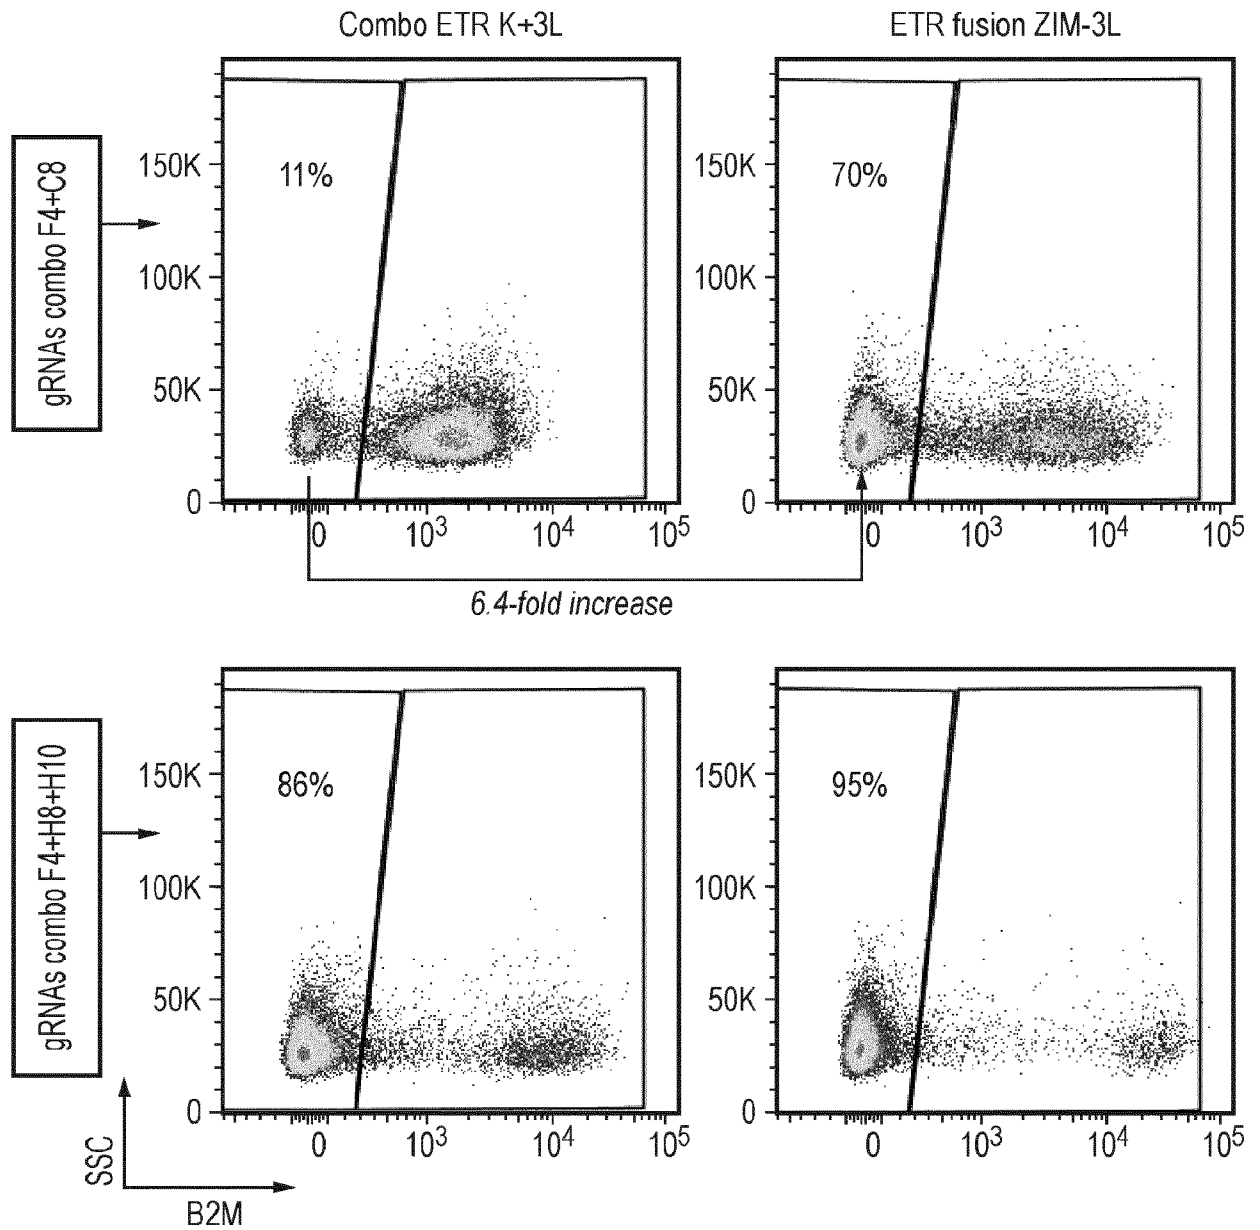 Combo ETR K+3L
ETR fusion ZIM-3L
gRNAs combo F4+C8
150K
100K
50K
0
11%
0 10³ 10⁴ 10⁵
150K
100K
50K
0
70%
0 10³ 10⁴ 10⁵
6.4-fold increase
gRNAs combo F4+H8+H10
150K
100K
50K
0
86%
0 10³ 10⁴ 10⁵
150K
100K
50K
0
95%
0 10³ 10⁴ 10⁵
SSC
B2M